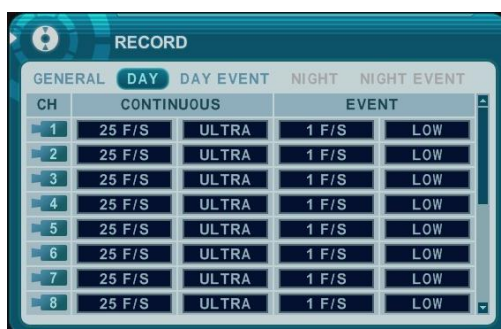 RECORD
GENERAL DAY DAY EVENT NIGHT NIGHT EVENT
CH CONTINUOUS EVENT
1 25 F/S ULTRA 1 F/S LOW
2 25 F/S ULTRA 1 F/S LOW
3 25 F/S ULTRA 1 F/S LOW
4 25 F/S ULTRA 1 F/S LOW
5 25 F/S ULTRA 1 F/S LOW
6 25 F/S ULTRA 1 F/S LOW
7 25 F/S ULTRA 1 F/S LOW
8 25 F/S ULTRA 1 F/S LOW